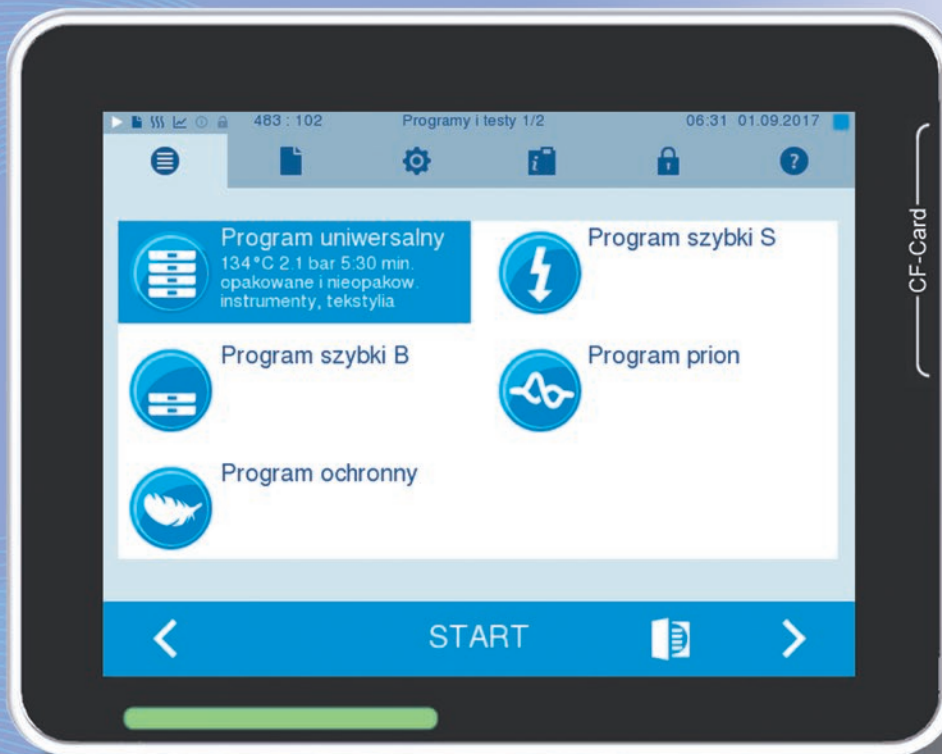 483 : 102 Programy i testy 1/2 06:31 01.09.2017
Program uniwersalny
134°C 2.1 bar 5:30 min.
opakowane i nieopakow.
instrumenty, tekstylia
Program szybki S
Program szybki B
Program prion
Program ochronny
START
CF-Card